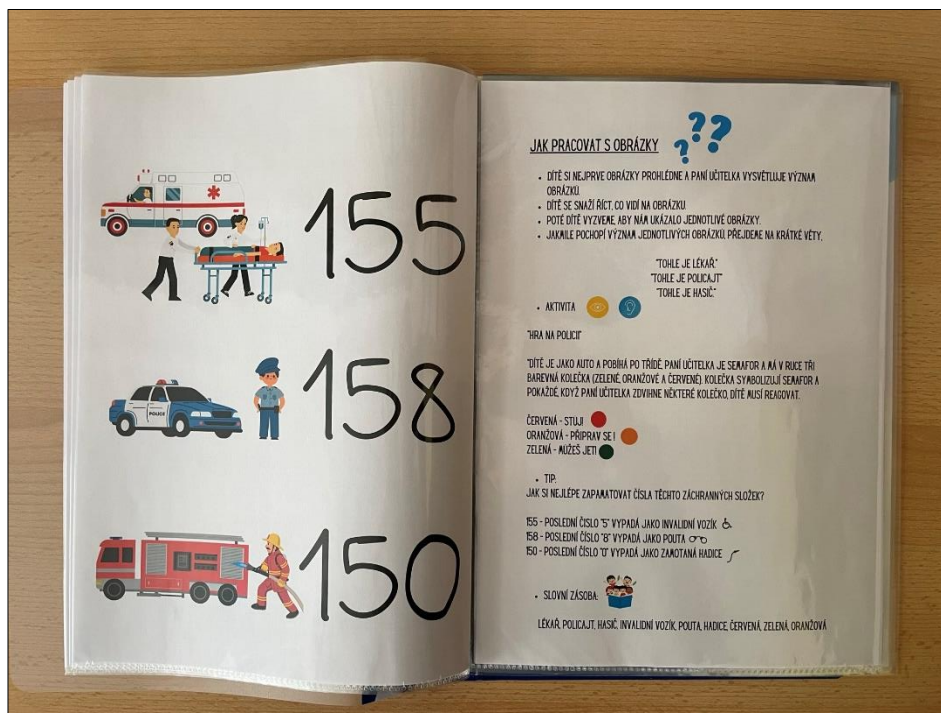 155
POLICE
158
150
JAK PRACOVAT S OBRÁZKY
• DÍTĚ SI NEJPRVE OBRÁZKY PROHLÉDNE A PANÍ UČITELKA VYSVĚTLUJE VÝZNAM
OBRÁZKŮ.
• DÍTĚ SE SNAŽÍ ŘÍCT, CO VIDÍ NA OBRÁZKU.
• POTÉ DÍTĚ VYZVEME, ABY NÁM UKÁZALO JEDNOTLIVÉ OBRÁZKY.
• JAKMILE POCHOPÍ VÝZNAM JEDNOTLIVÝCH OBRÁZKŮ, PŘEJDEME NA KRÁTKÉ VĚTY.
"TOHLE JE LÉKAŘ."
"TOHLE JE POLICAJT"
"TOHLE JE HASIČ."
• AKTIVITA
"HRA NA POLICII"
"DÍTĚ JE JAKO AUTO A POBÍHÁ PO TŘÍDĚ. PANÍ UČITELKA JE SEMAFOR A MÁ V RUCE TŘI
BAREVNÁ KOLEČKA (ZELENÉ, ORANŽOVÉ A ČERVENÉ). KOLEČKA SYMBOLIZUJÍ SEMAFOR A
POKAŽDÉ, KDYŽ PANÍ UČITELKA ZDVIHNE NĚKTERÉ KOLEČKO, DÍTĚ MUSÍ REAGOVAT.
ČERVENÁ - STŮJ!
ORANŽOVÁ - PŘIPRAV SE!
ZELENÁ - MŮŽEŠ JET!
• TIP:
JAK SI NEJLÉPE ZAPAMATOVAT ČÍSLA TĚCHTO ZÁCHRANNÝCH SLOŽEK?
155 - POSLEDNÍ ČÍSLO "5" VYPADÁ JAKO INVALIDNÍ VOZÍK
158 - POSLEDNÍ ČÍSLO "8" VYPADÁ JAKO POUTA
150 - POSLEDNÍ ČÍSLO "0" VYPADÁ JAKO ZAMOTANÁ HADICE
• SLOVNÍ ZÁSOBA:
LÉKAŘ, POLICAJT, HASIČ, INVALIDNÍ VOZÍK, POUTA, HADICE, ČERVENÁ, ZELENÁ, ORANŽOVÁ